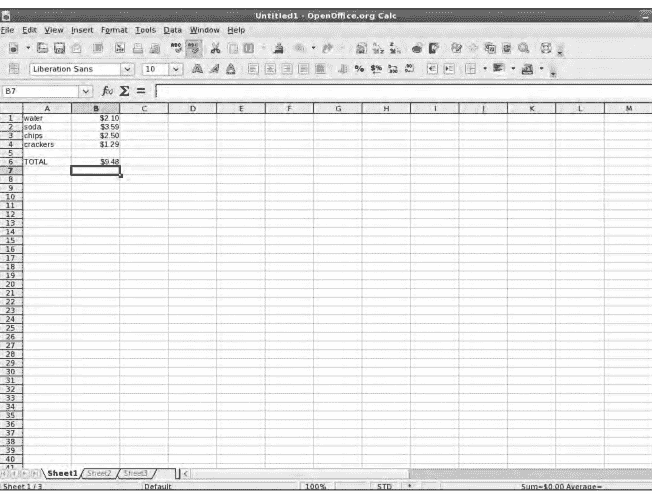 Untitled1 - OpenOffice.org Calc
File Edit View Insert Format Tools Data Window Help
Liberation Sans 10
B7
A B C D E F G H I J K L M
1 water $2.10
2 soda $3.59
3 chips $2.50
4 crackers $1.29
5
6 TOTAL $9.48
7
8
9
10
11
12
13
14
15
16
17
18
19
20
21
22
23
24
25
26
27
28
29
30
31
32
33
34
35
36
37
38
39
40
Sheet1 Sheet2 Sheet3
Sheet 1 / 3 Default 100% STD * Sum=$0.00 Average=